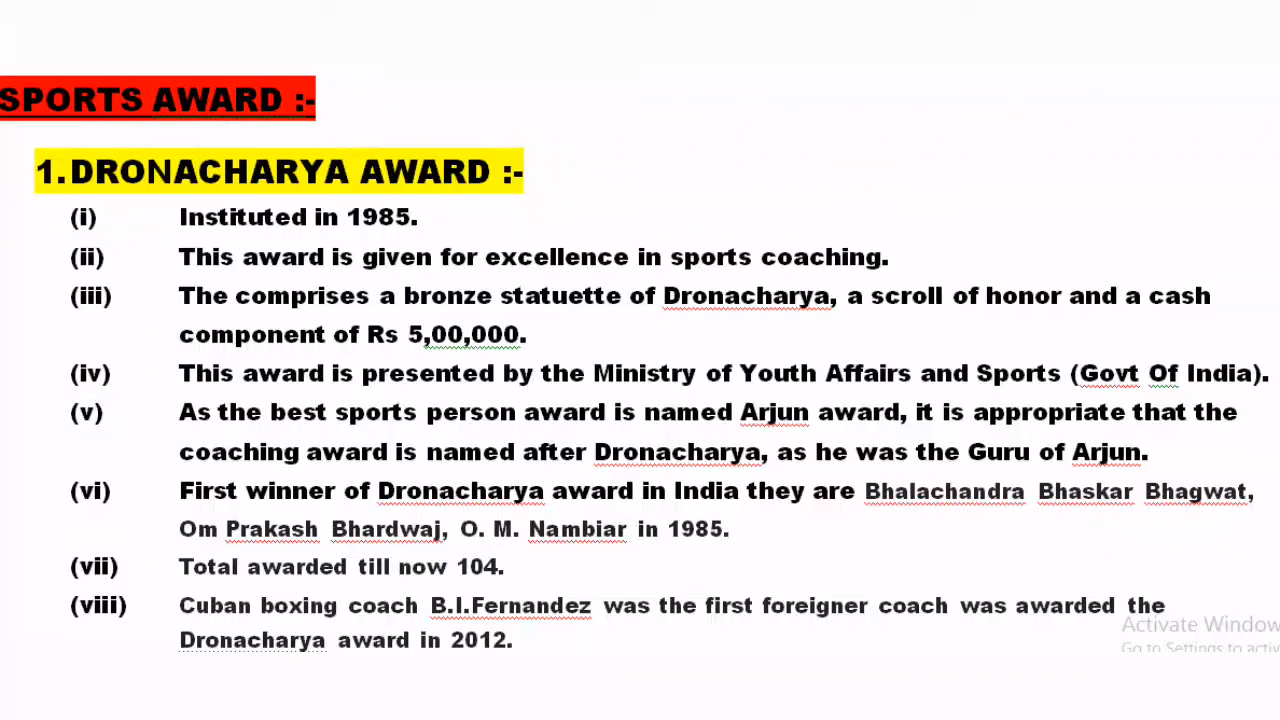 SPORTS AWARD :-
1. DRONACHARYA AWARD :-
(i) Instituted in 1985.
(ii) This award is given for excellence in sports coaching.
(iii) The comprises a bronze statuette of Dronacharya, a scroll of honor and a cash
component of Rs 5,00,000.
(iv) This award is presented by the Ministry of Youth Affairs and Sports (Govt Of India).
(v) As the best sports person award is named Arjun award, it is appropriate that the
coaching award is named after Dronacharya, as he was the Guru of Arjun.
(vi) First winner of Dronacharya award in India they are Bhalachandra Bhaskar Bhagwat,
Om Prakash Bhardwaj, O. M. Nambiar in 1985.
(vii) Total awarded till now 104.
(viii) Cuban boxing coach B.I.Fernandez was the first foreigner coach was awarded the
Dronacharya award in 2012.
Activate Window
Go to Settings to activ